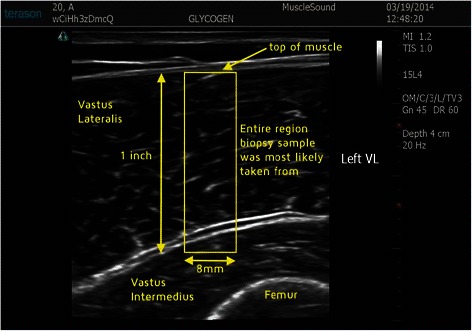 terason
20, A
MuscleSound
03/19/2014
wCiHh3zDmcQ
GLYCOGEN
12:48:20
MI 1.2
TIS 1.0
15L4
OM/C/3/L/TV3
Gn 45 DR 60
Depth 4 cm
20 Hz
top of muscle
Vastus
Lateralis
1 inch
Entire region
biopsy sample
was most likely
taken from
Left VL
8mm
Vastus
Intermedius
Femur